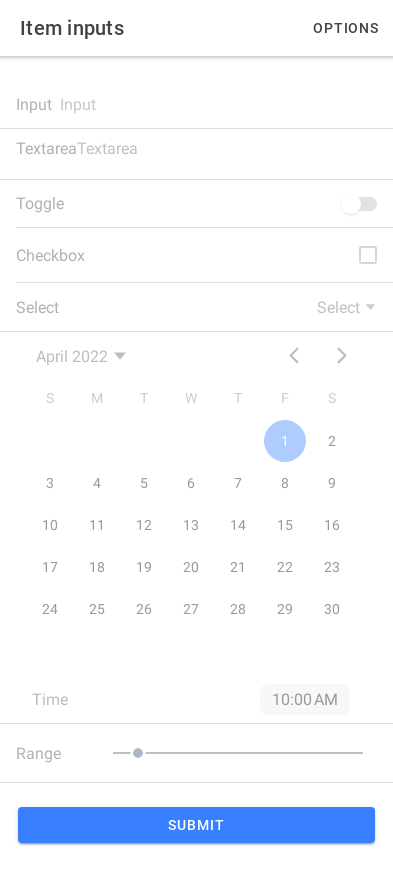 Item inputs OPTIONS
Input Input
Textarea Textarea
Toggle
Checkbox
Select Select
April 2022
S M T W T F S
1 2
3 4 5 6 7 8 9
10 11 12 13 14 15 16
17 18 19 20 21 22 23
24 25 26 27 28 29 30
Time 10:00 AM
Range
SUBMIT